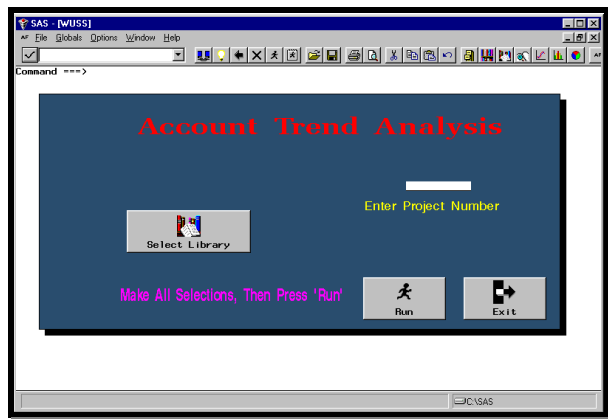 SAS - [WUSS]
AF File Globals Options Window Help
Command ===>
Account Trend Analysis
Enter Project Number
Select Library
Make All Selections, Then Press 'Run'
Run
Exit
C:\SAS